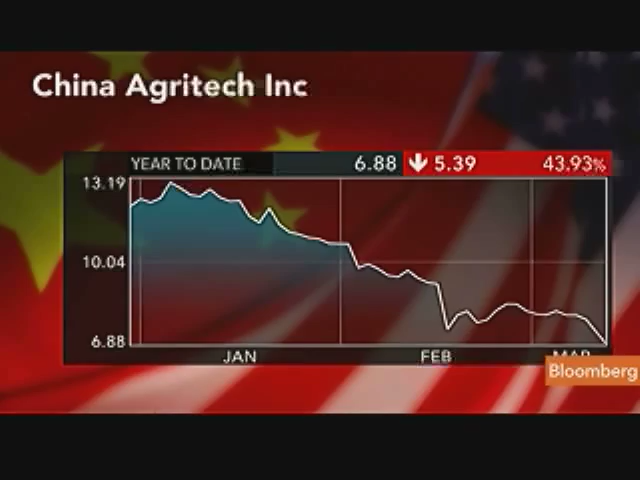 China Agritech Inc
YEAR TO DATE 6.88 5.39 43.93%
13.19
10.04
6.88
JAN FEB MAR
Bloomberg